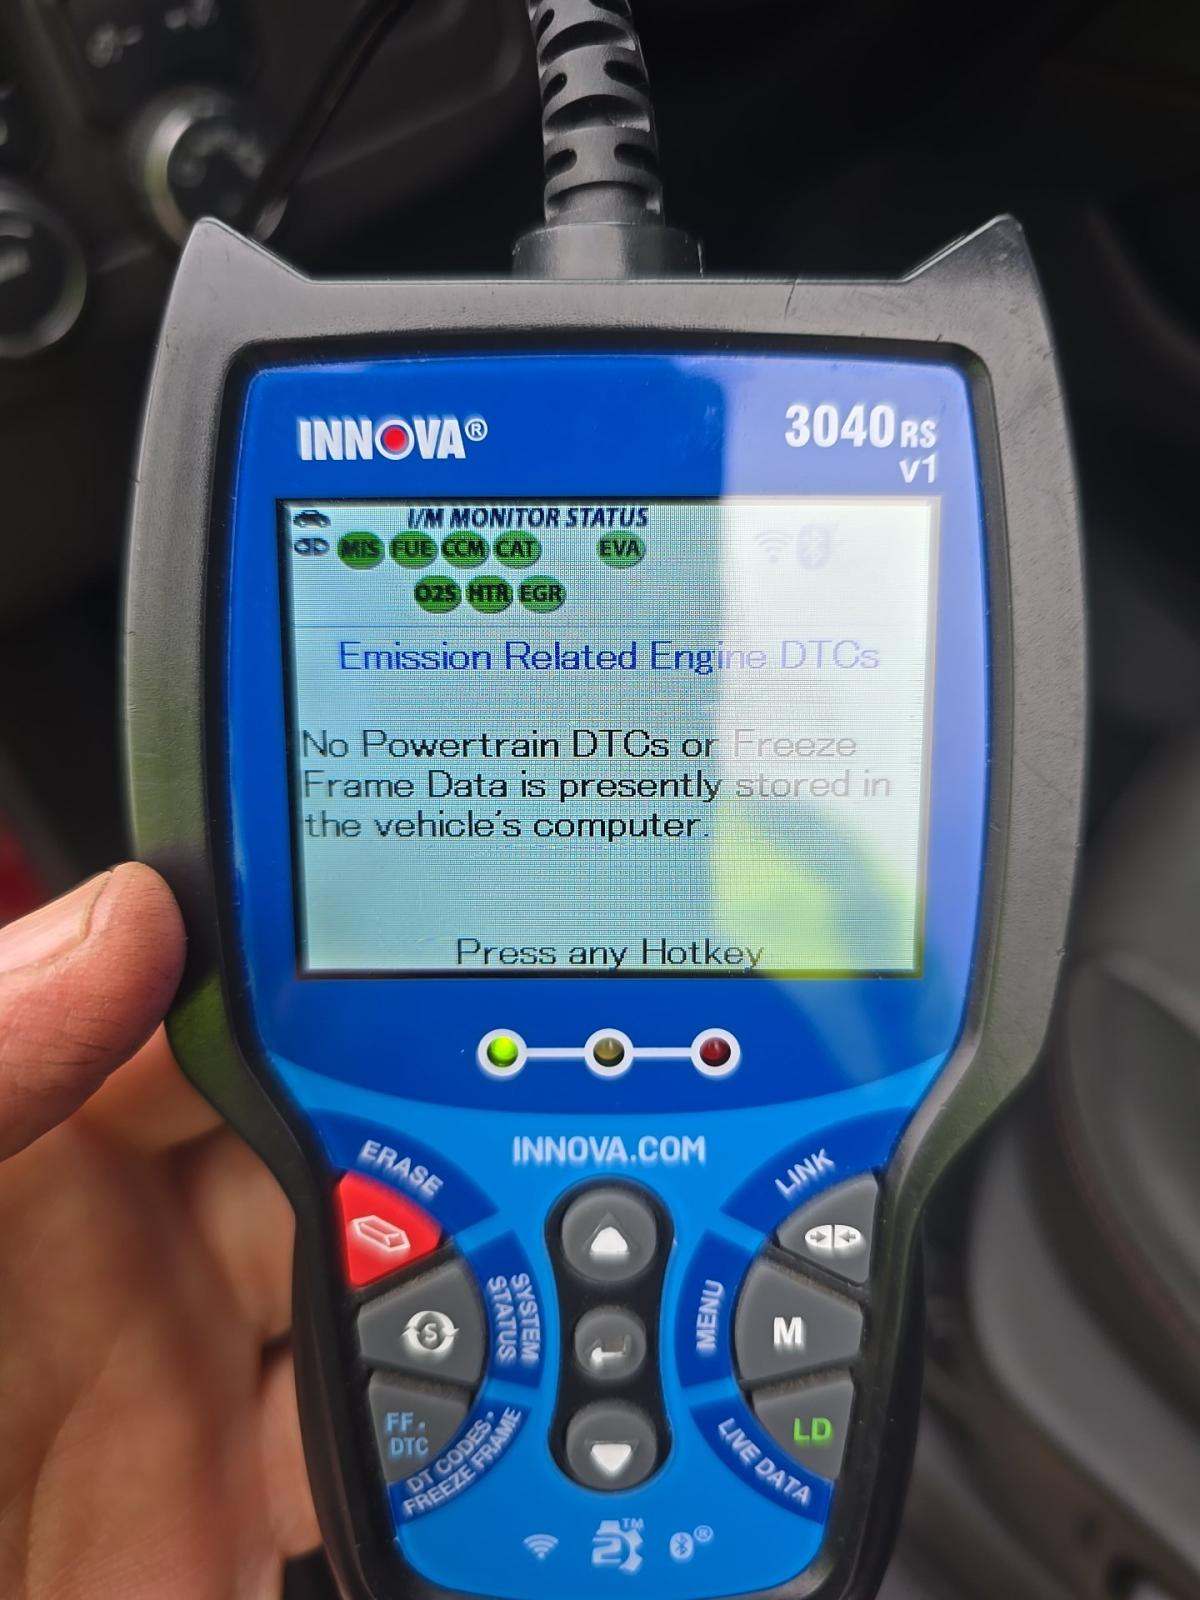 INNOVA®
3040RS
v1
I/M MONITOR STATUS
MIS FUE CCM CAT EVA
O2S HTR EGR
Emission Related Engine DTCs
No Powertrain DTCs or Freeze
Frame Data is presently stored in
the vehicle's computer.
Press any Hotkey
INNOVA.COM
ERASE
LINK
S
SYSTEM
STATUS
MENU
M
FF.
DTC
DT CODES•
FREEZE FRAME
LIVE DATA
LD
2™
®